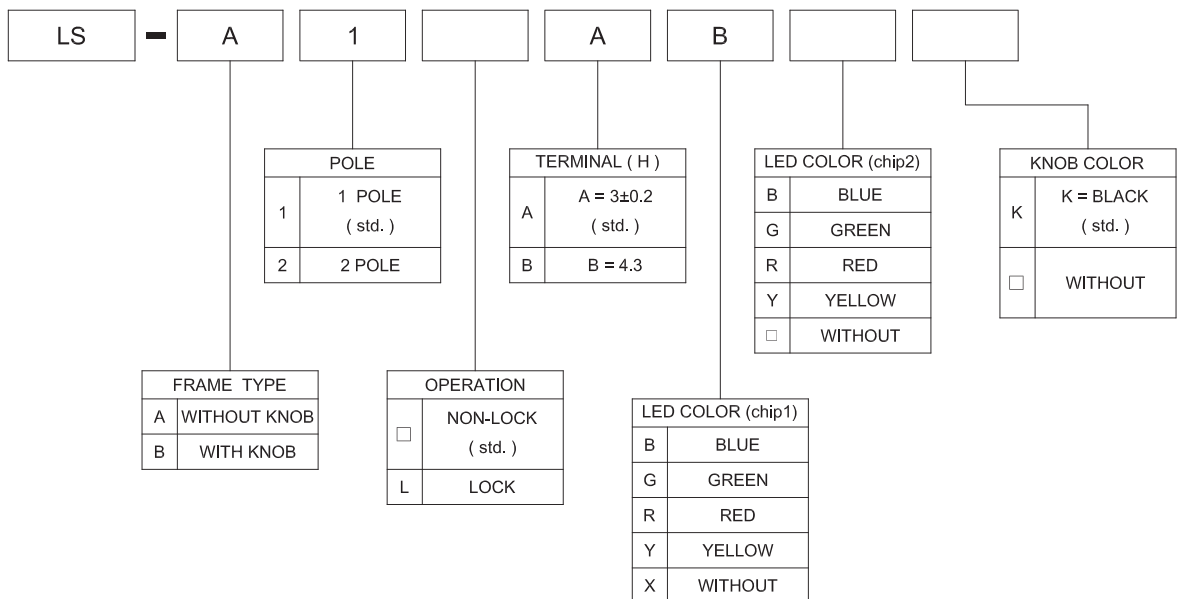 LS - A 1 A B
POLE
1 1 POLE
( std. )
2 2 POLE
TERMINAL ( H )
A A = 3±0.2
( std. )
B B = 4.3
LED COLOR (chip2)
B BLUE
G GREEN
R RED
Y YELLOW
□ WITHOUT
KNOB COLOR
K K = BLACK
( std. )
□ WITHOUT
FRAME TYPE
A WITHOUT KNOB
B WITH KNOB
OPERATION
□ NON-LOCK
( std. )
L LOCK
LED COLOR (chip1)
B BLUE
G GREEN
R RED
Y YELLOW
X WITHOUT